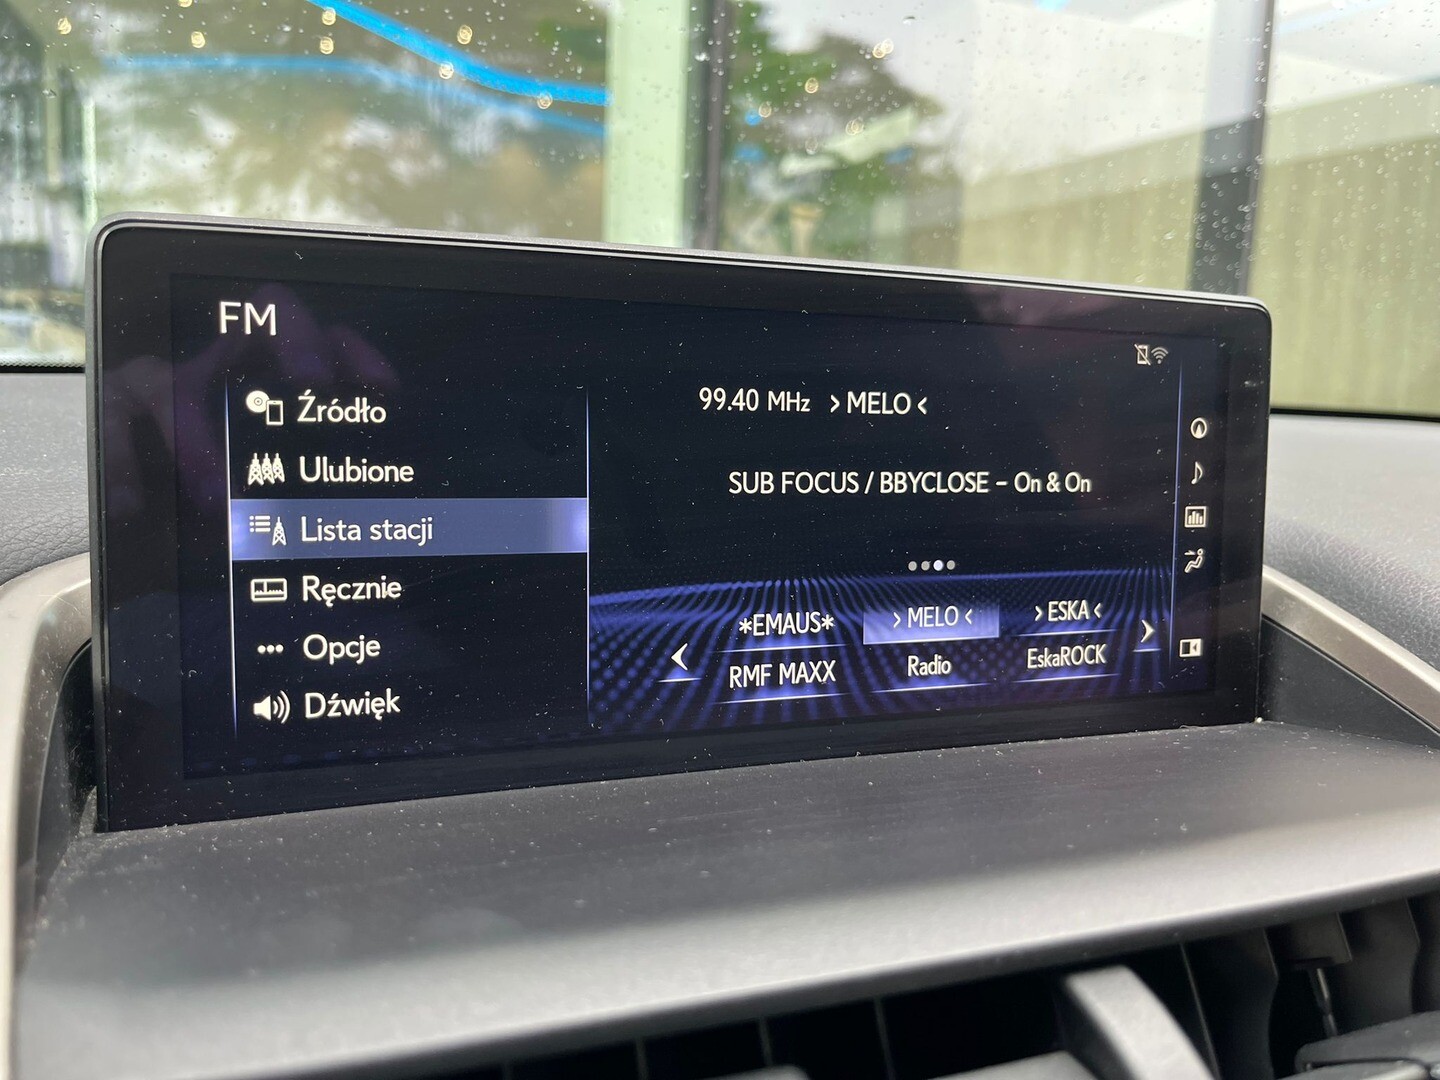 FM
Źródło
Ulubione
Lista stacji
Ręcznie
Opcje
Dźwięk
99.40 MHz >MELO<
SUB FOCUS / BBYCLOSE - On & On
*EMAUS* >MELO< >ESKA<
RMF MAXX Radio EskaROCK